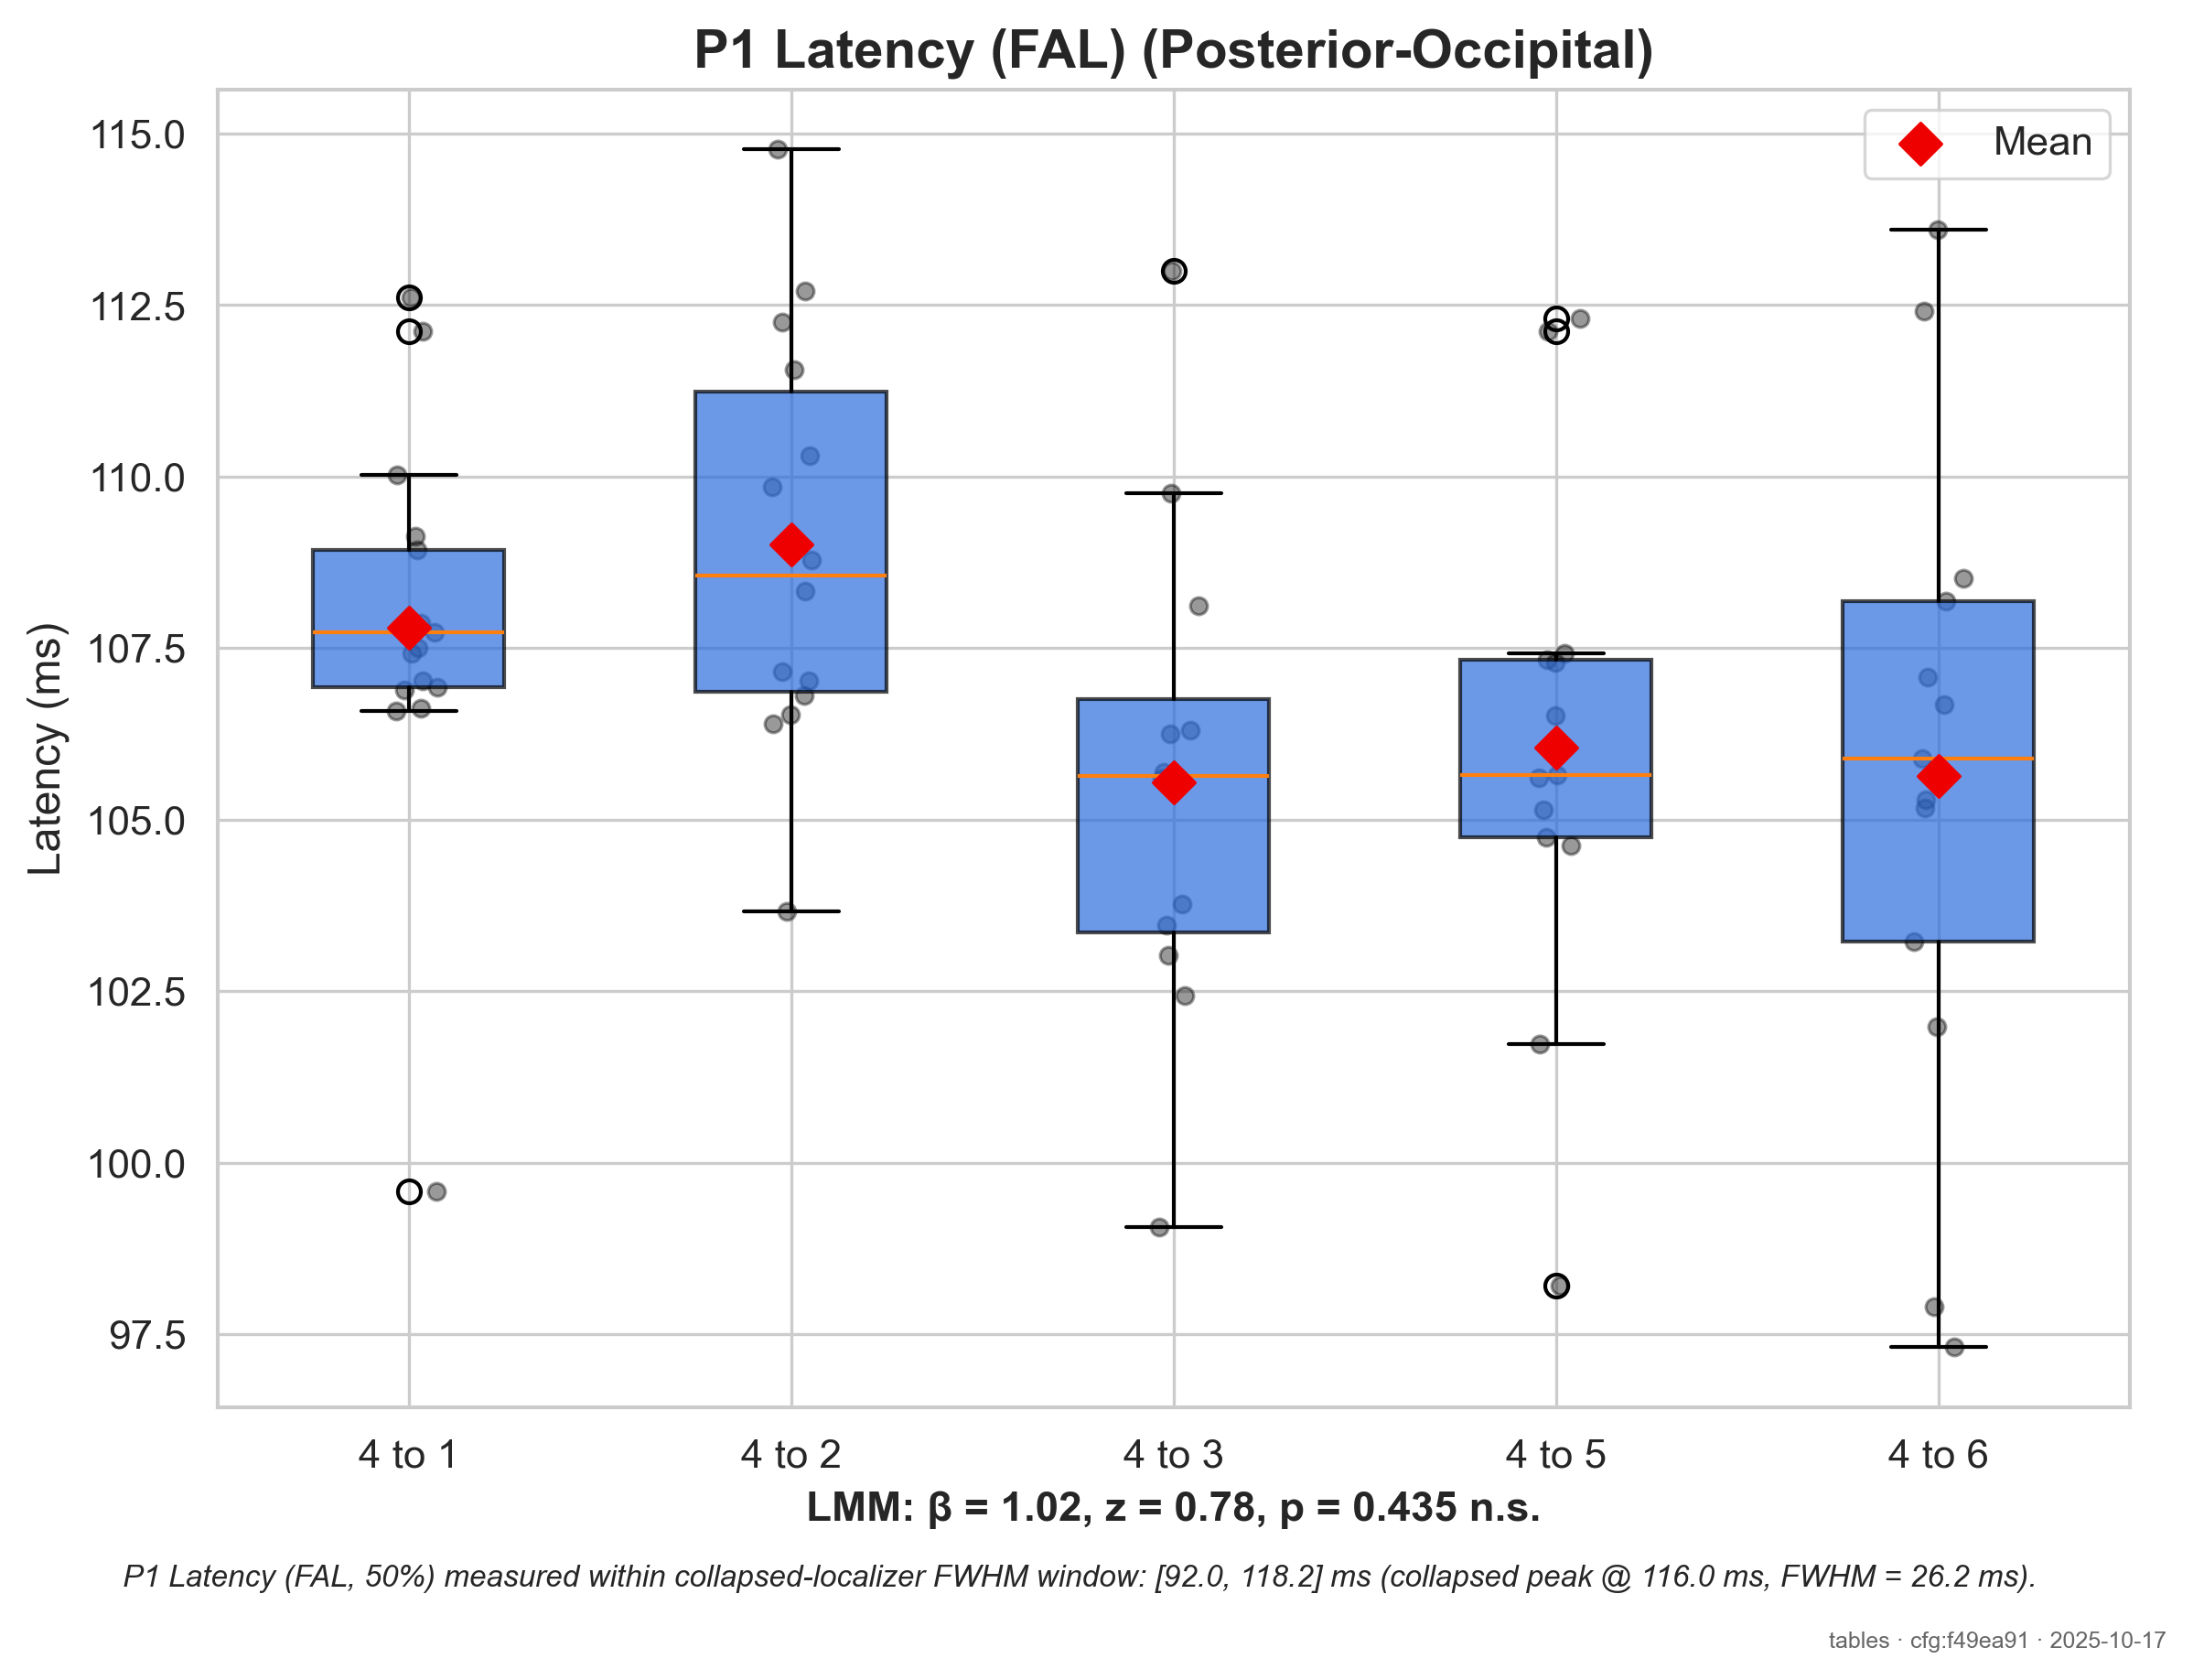 P1 Latency (FAL) (Posterior-Occipital)
Mean
Latency (ms)
115.0
112.5
110.0
107.5
105.0
102.5
100.0
97.5
4 to 1
4 to 2
4 to 3
4 to 5
4 to 6
LMM: β = 1.02, z = 0.78, p = 0.435 n.s.
P1 Latency (FAL, 50%) measured within collapsed-localizer FWHM window: [92.0, 118.2] ms (collapsed peak @ 116.0 ms, FWHM = 26.2 ms).
tables · cfg:f49ea91 · 2025-10-17